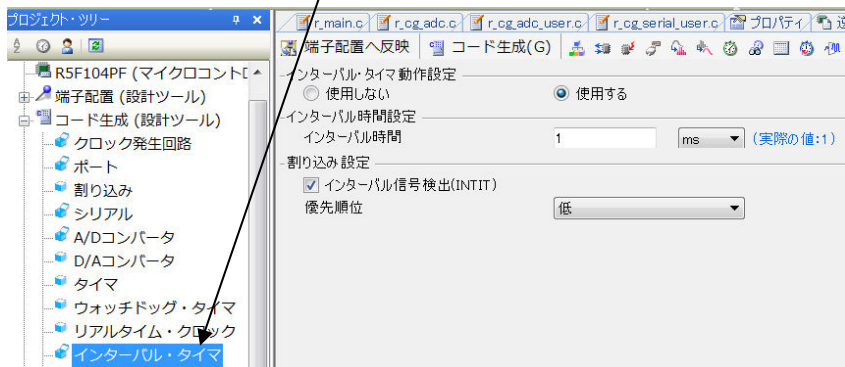 プロジェクト・ツリー
R5F104PF (マイクロコントロ
端子配置 (設計ツール)
コード生成 (設計ツール)
クロック発生回路
ポート
割り込み
シリアル
A/Dコンバータ
D/Aコンバータ
タイマ
ウォッチドッグ・タイマ
リアルタイム・クロック
インターバル・タイマ
r_main.c r_cg_adc.c r_cg_adc_user.c r_cg_serial_user.c プロパティ
端子配置へ反映 コード生成(G)
インターバル・タイマ動作設定
使用しない 使用する
インターバル時間設定
インターバル時間 1 ms (実際の値:1)
割り込み設定
インターバル信号検出(INTIT)
優先順位 低